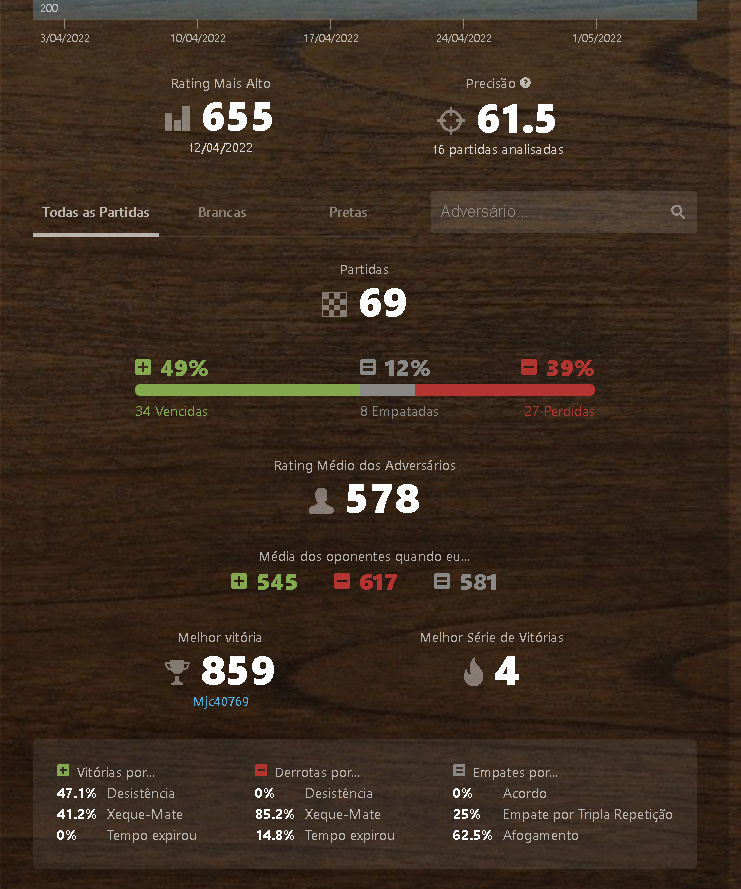 200
3/04/2022 10/04/2022 17/04/2022 24/04/2022 1/05/2022
Rating Mais Alto Precisão ?
655 61.5
12/04/2022 16 partidas analisadas
Todas as Partidas Brancas Pretas Adversário...
Partidas
69
49% 12% 39%
34 Vencidas 8 Empatadas 27 Perdidas
Rating Médio dos Adversários
578
Média dos oponentes quando eu...
545 617 581
Melhor vitória Melhor Série de Vitórias
859 4
Mjc40769
Vitórias por... Derrotas por... Empates por...
47.1% Desistência 0% Desistência 0% Acordo
41.2% Xeque-Mate 85.2% Xeque-Mate 25% Empate por Tripla Repetição
0% Tempo expirou 14.8% Tempo expirou 62.5% Afogamento